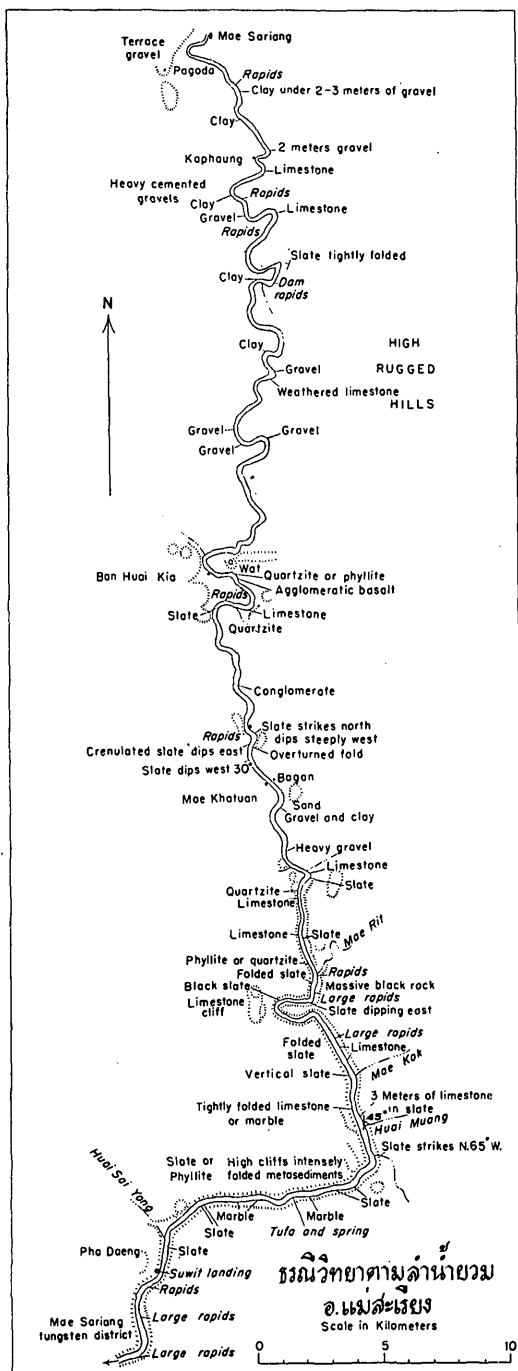 Mae Sariang
Terrace
gravel
Pagoda
Rapids
Clay under 2-3 meters of gravel
Clay
2 meters gravel
Kaphaung
Limestone
Heavy cemented
gravels
Rapids
Clay
Gravel
Limestone
Rapids
Slate tightly folded
Clay
Dam
rapids
N
Clay
HIGH
RUGGED
HILLS
Gravel
Weathered limestone
Gravel
Gravel
Gravel
Ban Huai Kia
Wat
Quartzite or phyllite
Agglomeratic basalt
Rapids
Slate
Limestone
Quartzite
Conglomerate
Rapids
Slate strikes north
dips steeply west
Crenulated slate dips east
Overturned fold
Slate dips west 30°
Bagan
Mae Khatuan
Sand
Gravel and clay
Heavy gravel
Limestone
Slate
Quartzite
Limestone
Limestone
Slate
Mae Rit
Phyllite or quartzite
Folded slate
Rapids
Black slate
Massive black rock
Limestone
cliff
Large rapids
Slate dipping east
Large rapids
Folded
slate
Limestone
Vertical slate
Mae Kok
3 Meters of limestone
in slate
45°
Tightly folded limestone
or marble
Huai Muang
Slate strikes N.65°W.
Slate or
Phyllite
High cliffs intensely
folded metasediments
Slate
Huai Sai Yong
Marble
Marble
Slate
Tufa and spring
Slate
Pha Daeng
Suwit landing
Rapids
Mae Sariang
tungsten district
Large rapids
Large rapids
ธรณีวิทยาตามลำน้ำยวม
อ.แม่สะเรียง
Scale in Kilometers
0 5 10